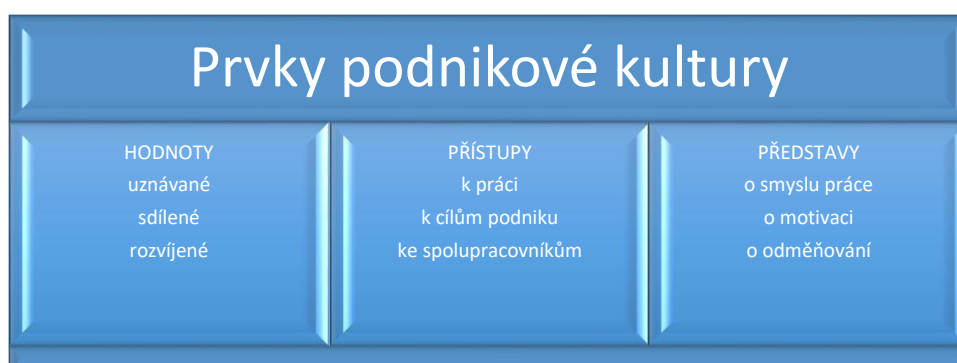 Prvky podnikové kultury
HODNOTY
uznávané
sdílené
rozvíjené
PŘÍSTUPY
k práci
k cílům podniku
ke spolupracovníkům
PŘEDSTAVY
o smyslu práce
o motivaci
o odměňování